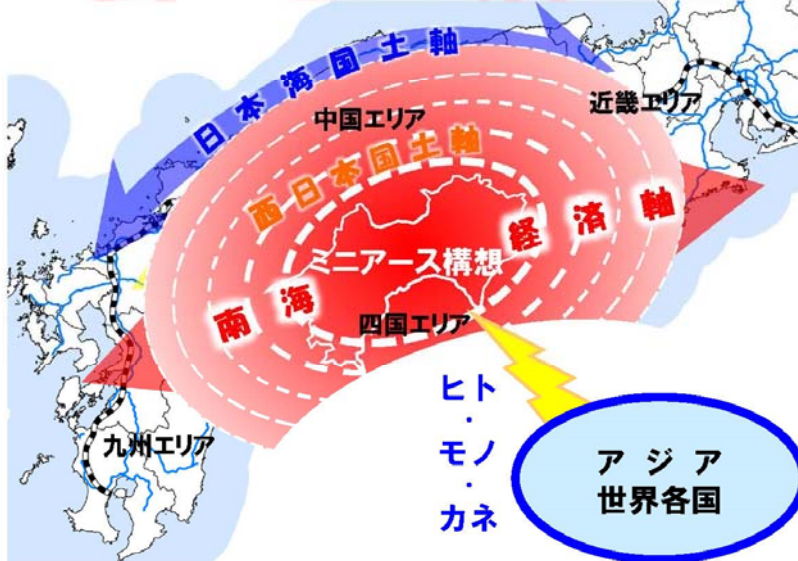 日本海国土軸
中国エリア
近畿エリア
西日本国土軸
南海経済軸
ミニアース構想
四国エリア
九州エリア
ヒト
・
モノ
・
カネ
アジア
世界各国